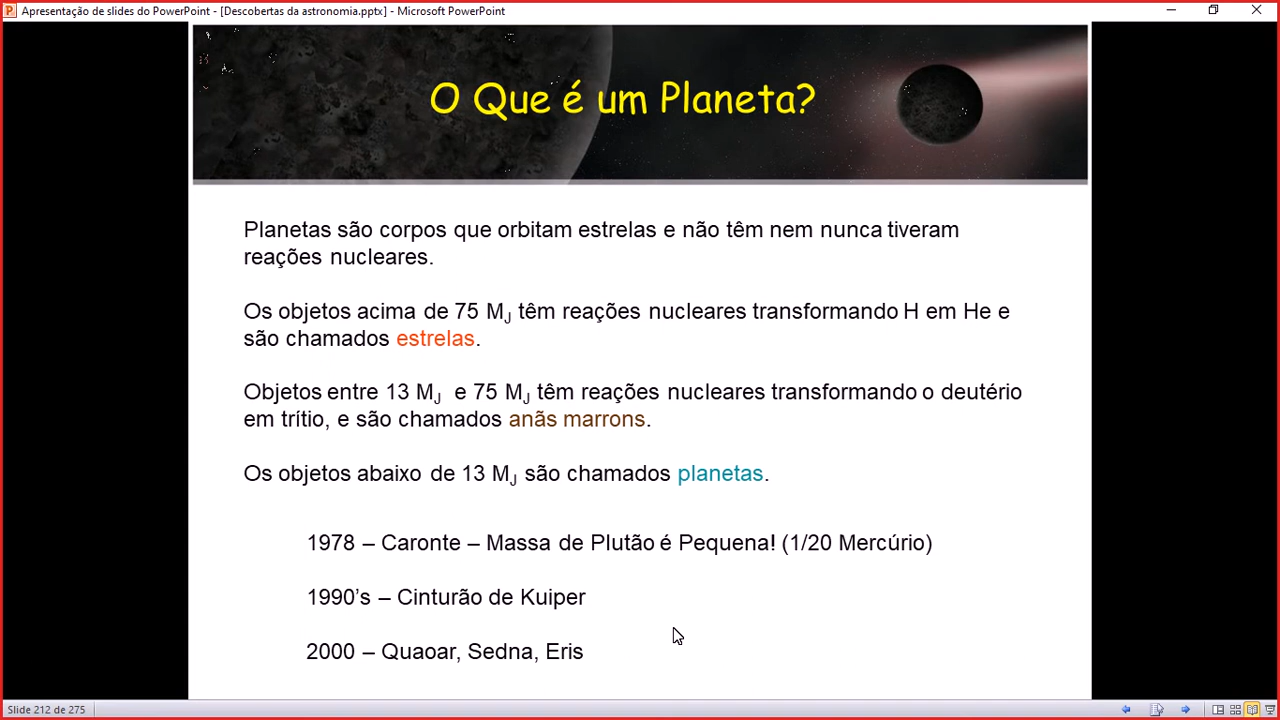 Apresentação de slides do PowerPoint - [Descobertas da astronomia.pptx] - Microsoft PowerPoint
O Que é um Planeta?
Planetas são corpos que orbitam estrelas e não têm nem nunca tiveram
reações nucleares.
Os objetos acima de 75 MJ têm reações nucleares transformando H em He e
são chamados estrelas.
Objetos entre 13 MJ e 75 MJ têm reações nucleares transformando o deutério
em trítio, e são chamados anãs marrons.
Os objetos abaixo de 13 MJ são chamados planetas.
1978 – Caronte – Massa de Plutão é Pequena! (1/20 Mercúrio)
1990’s – Cinturão de Kuiper
2000 – Quaoar, Sedna, Eris
Slide 212 de 275